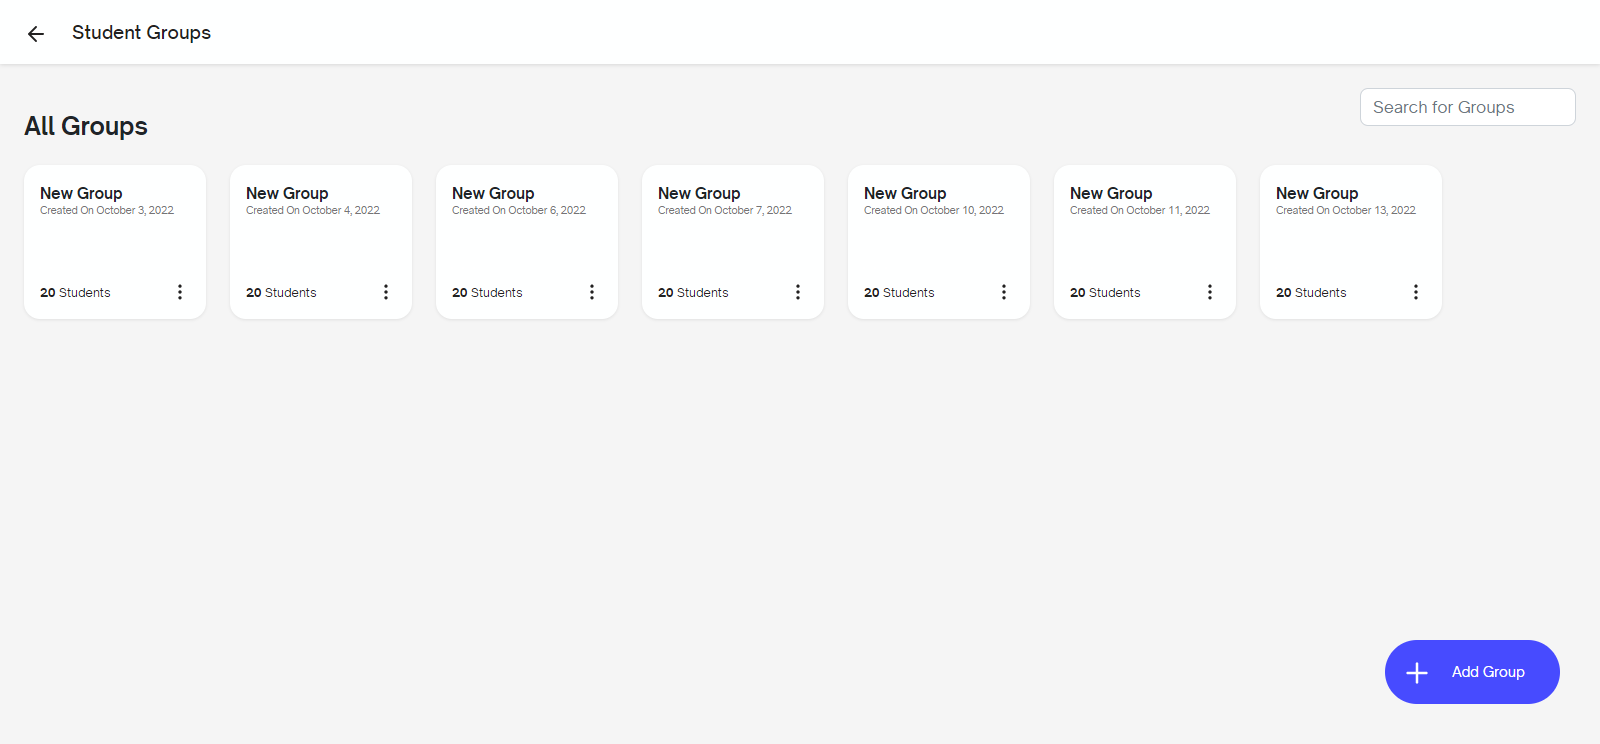 Student Groups
Search for Groups
All Groups
New Group
Created On October 3, 2022
20 Students
New Group
Created On October 4, 2022
20 Students
New Group
Created On October 6, 2022
20 Students
New Group
Created On October 7, 2022
20 Students
New Group
Created On October 10, 2022
20 Students
New Group
Created On October 11, 2022
20 Students
New Group
Created On October 13, 2022
20 Students
Add Group